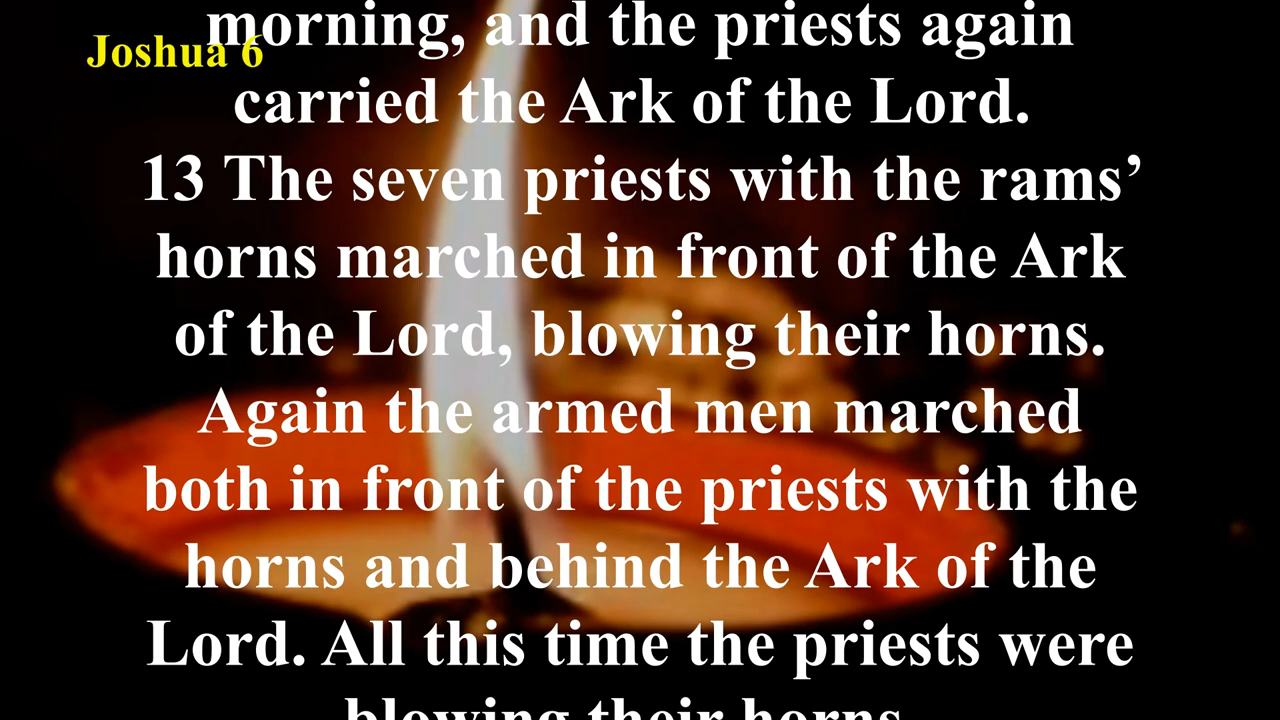 Joshua 6
morning, and the priests again
carried the Ark of the Lord.
13 The seven priests with the rams’
horns marched in front of the Ark
of the Lord, blowing their horns.
Again the armed men marched
both in front of the priests with the
horns and behind the Ark of the
Lord. All this time the priests were
blowing their horns.